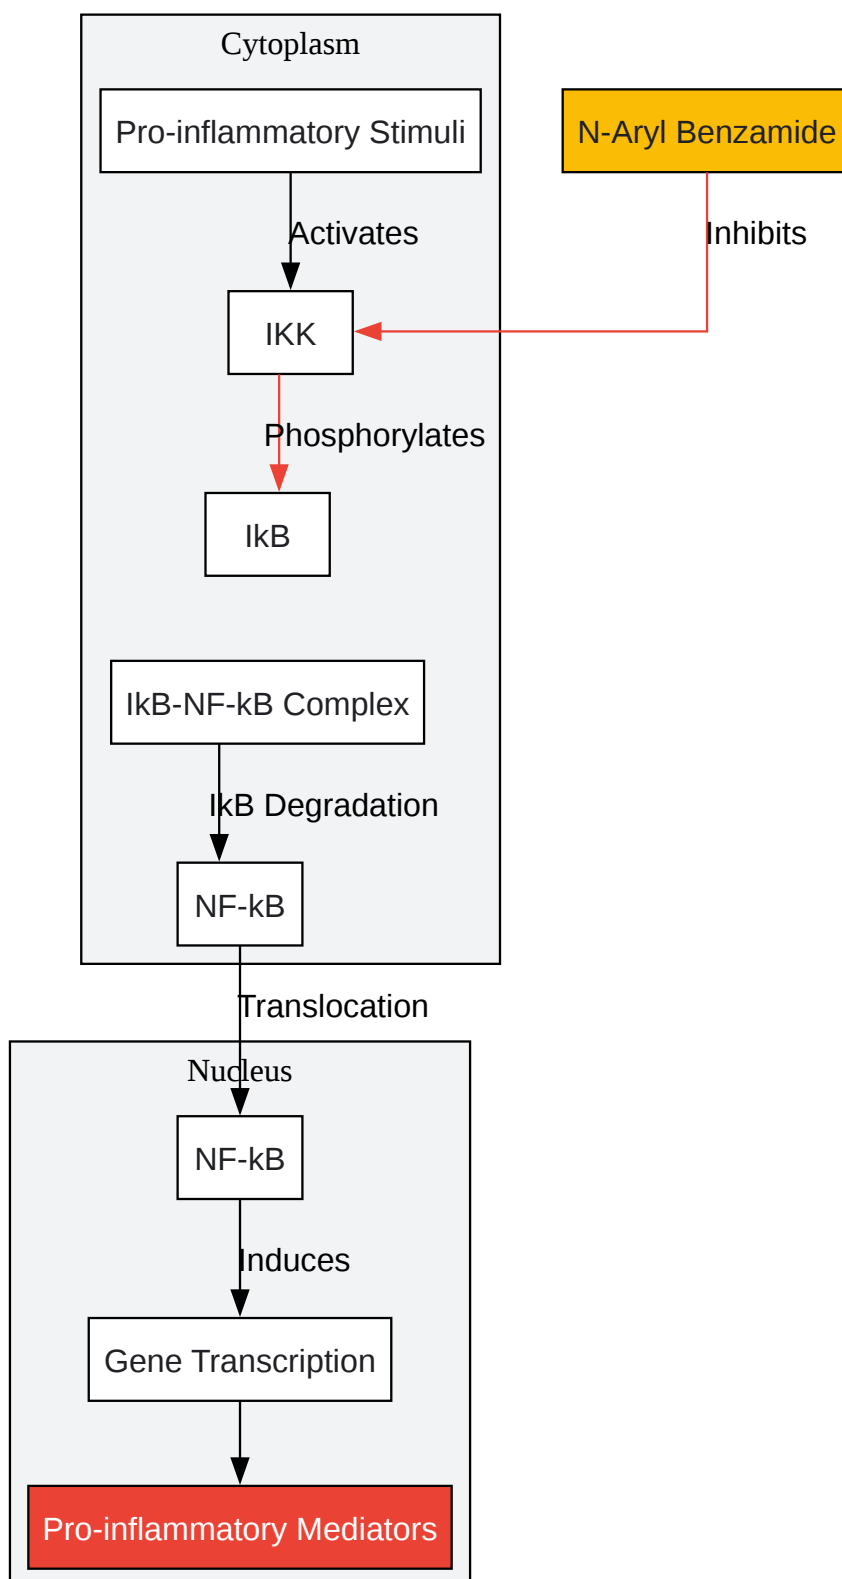 Cytoplasm
Pro-inflammatory Stimuli
N-Aryl Benzamide
Activates
Inhibits
IKK
Phosphorylates
IkB
IkB-NF-kB Complex
IkB Degradation
NF-kB
Translocation
Nucleus
NF-kB
Induces
Gene Transcription
Pro-inflammatory Mediators